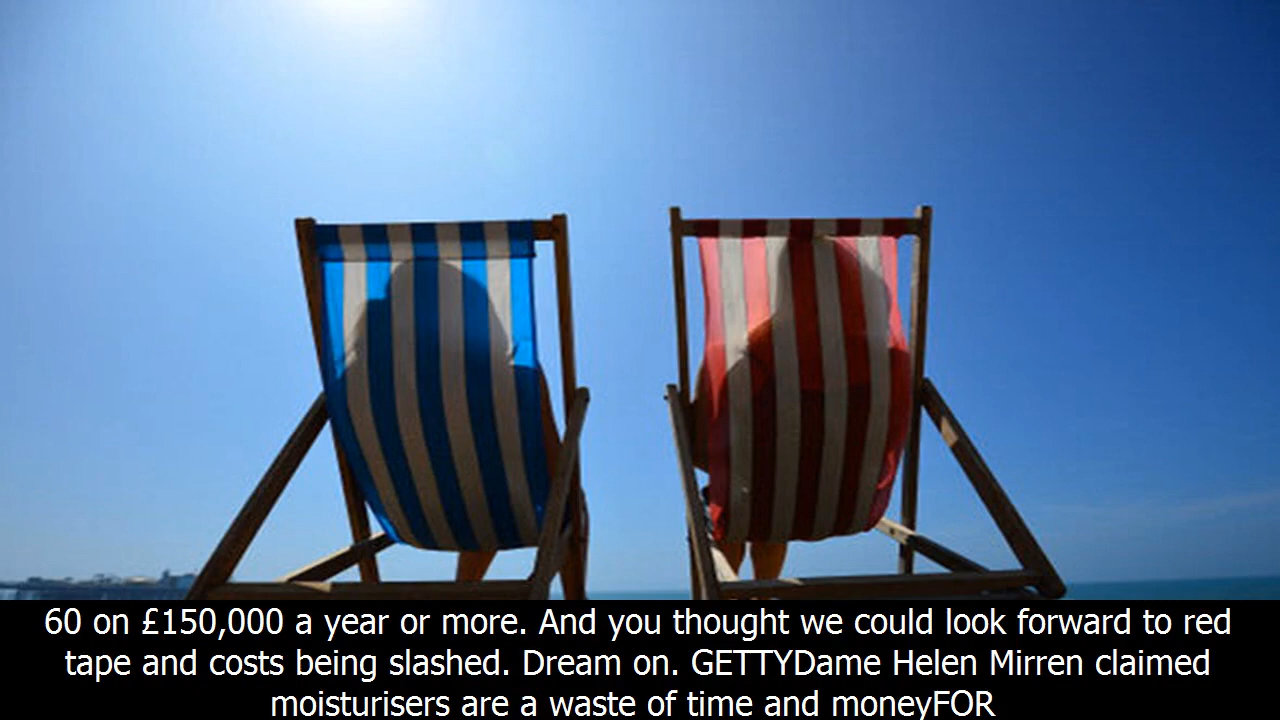 60 on £150,000 a year or more. And you thought we could look forward to red
tape and costs being slashed. Dream on. GETTYDame Helen Mirren claimed
moisturisers are a waste of time and moneyFOR